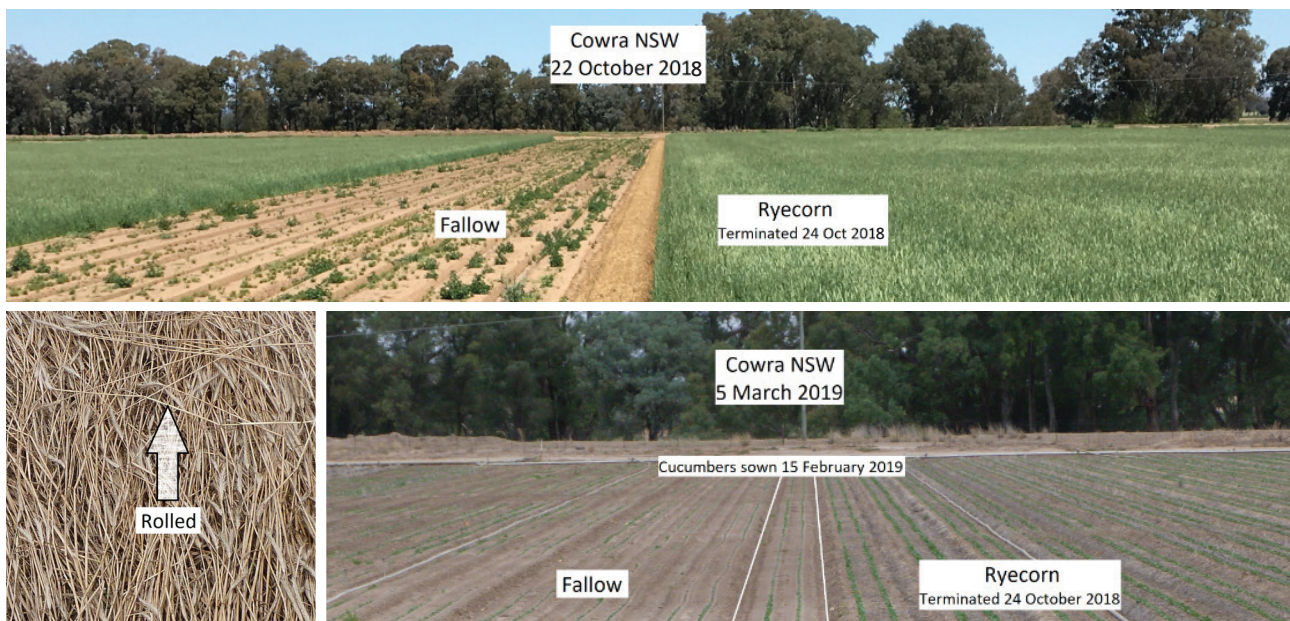 Cowra NSW
22 October 2018
Fallow
Ryecorn
Terminated 24 Oct 2018
Rolled
Cowra NSW
5 March 2019
Cucumbers sown 15 February 2019
Fallow
Ryecorn
Terminated 24 October 2018